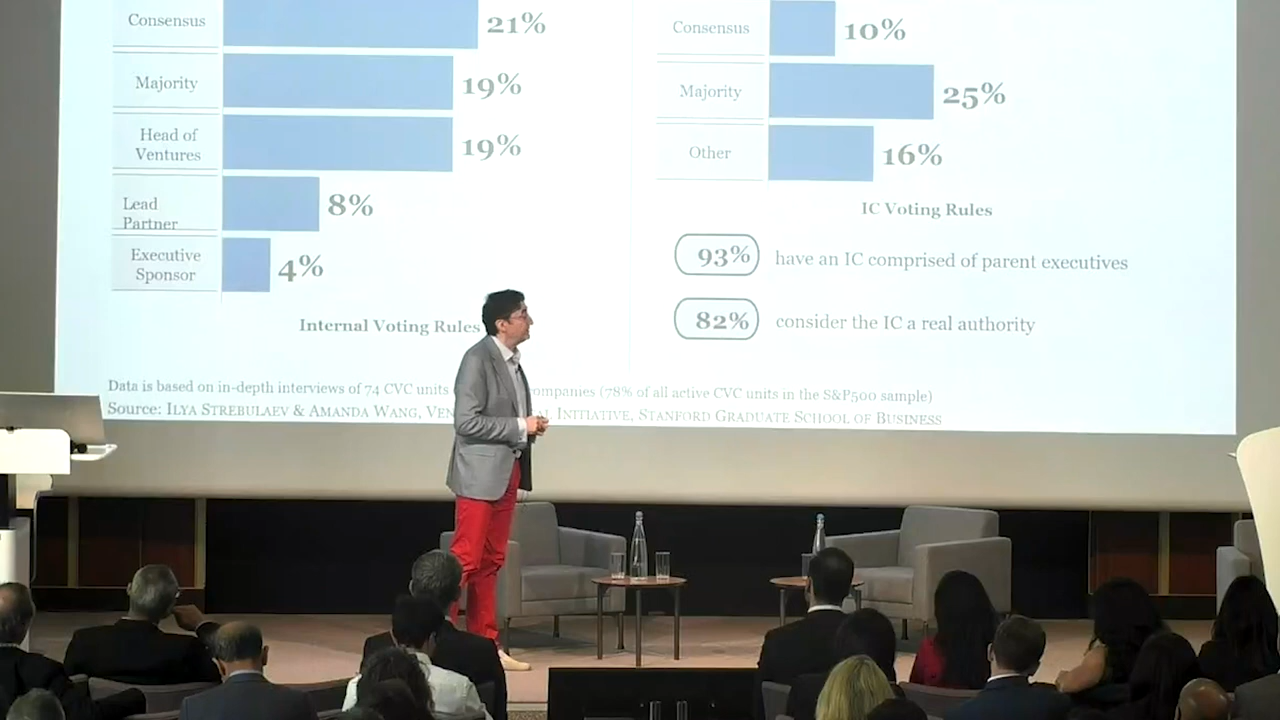 Consensus
21%
Majority
19%
Head of
Ventures
19%
Lead
Partner
8%
Executive
Sponsor
4%
Internal Voting Rules
Consensus
10%
Majority
25%
Other
16%
IC Voting Rules
93% have an IC comprised of parent executives
82% consider the IC a real authority
Data is based on in-depth interviews of 74 CVC units ompanies (78% of all active CVC units in the S&P500 sample)
Source: ILYA STREBULAEV & AMANDA WANG, VEN AL INITIATIVE, STANFORD GRADUATE SCHOOL OF BUSINESS